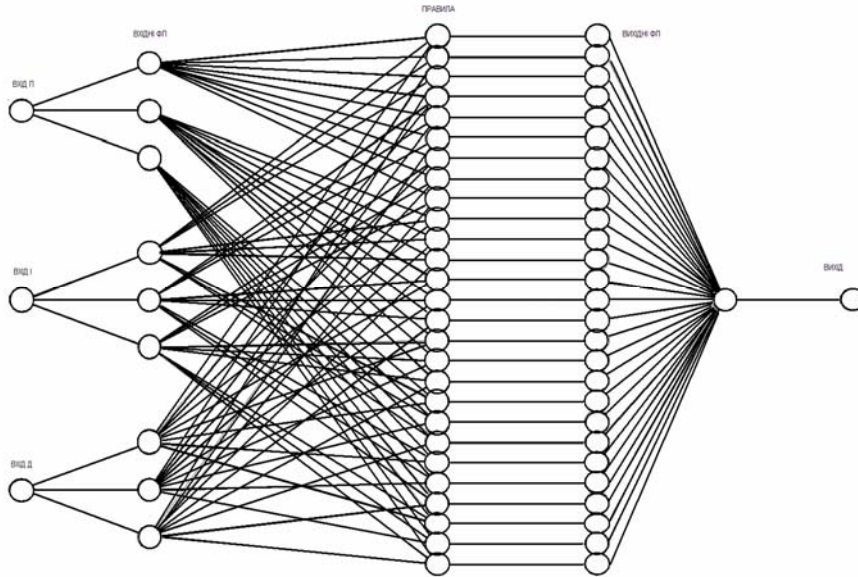 ПРАВИЛА
ВХІДНІ ФП
ВИХІДНІ ФП
ВХІД П
ВХІД І
ВИХІД
ВХІД Д